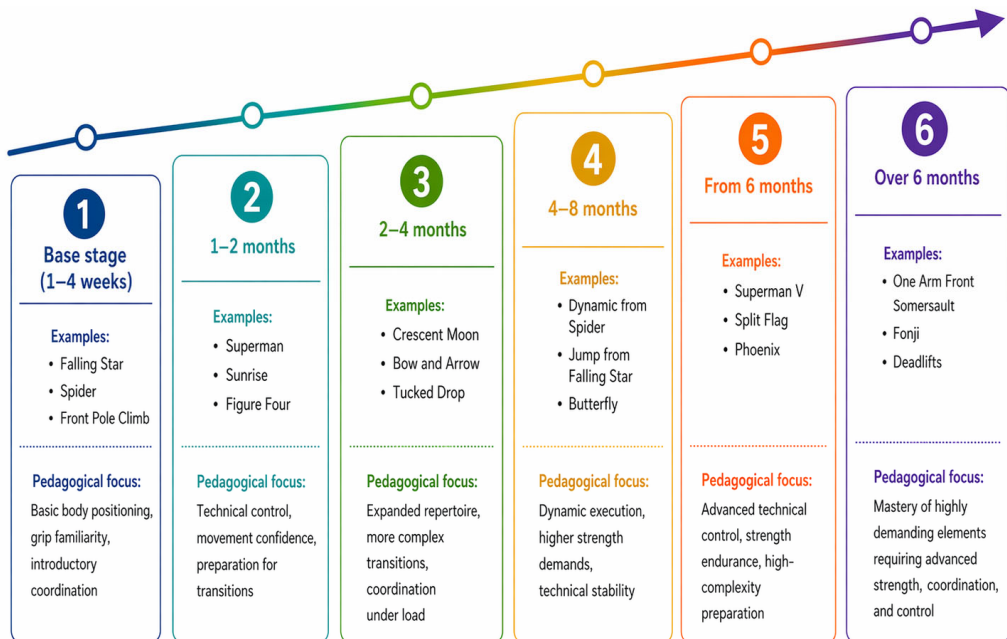 1
Base stage
(1–4 weeks)
Examples:
• Falling Star
• Spider
• Front Pole Climb
Pedagogical focus:
Basic body positioning,
grip familiarity,
introductory
coordination
2
1–2 months
Examples:
• Superman
• Sunrise
• Figure Four
Pedagogical focus:
Technical control,
movement confidence,
preparation for
transitions
3
2–4 months
Examples:
• Crescent Moon
• Bow and Arrow
• Tucked Drop
Pedagogical focus:
Expanded repertoire,
more complex
transitions,
coordination
under load
4
4–8 months
Examples:
• Dynamic from
Spider
• Jump from
Falling Star
• Butterfly
Pedagogical focus:
Dynamic execution,
higher strength
demands,
technical stability
5
From 6 months
Examples:
• Superman V
• Split Flag
• Phoenix
Pedagogical focus:
Advanced technical
control, strength
endurance, high-
complexity
preparation
6
Over 6 months
Examples:
• One Arm Front
Somersault
• Fonji
• Deadlifts
Pedagogical focus:
Mastery of highly
demanding elements
requiring advanced
strength, coordination,
and control